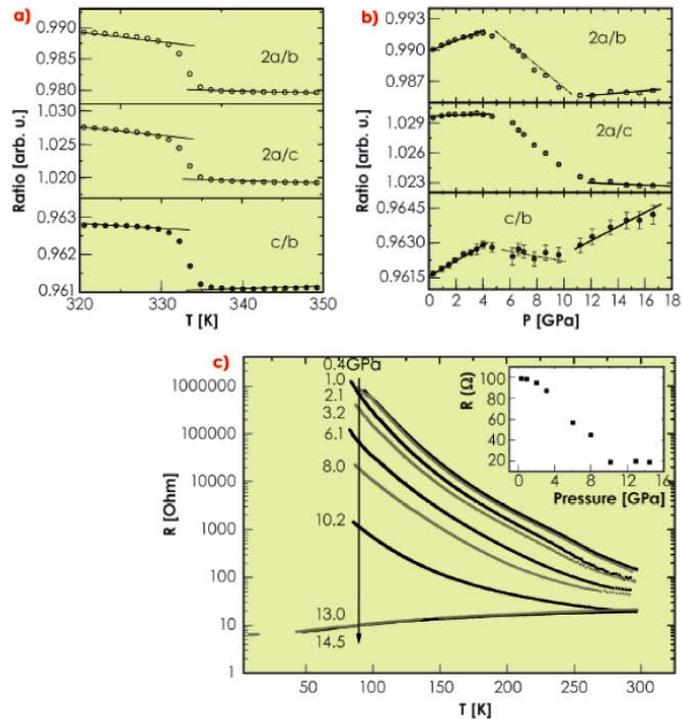 a)
0.990
0.985
0.980
2a/b
1.030
1.025
1.020
2a/c
0.963
0.962
0.961
c/b
Ratio [arb. u.]
320 330 340 350
T [K]
b)
0.993
0.990
0.987
2a/b
1.029
1.026
1.023
2a/c
0.9645
0.9630
0.9615
c/b
Ratio [arb. u.]
0 2 4 6 8 10 12 14 16 18
P [GPa]
c)
0.4GPa
1.0
2.1
3.2
6.1
8.0
10.2
13.0
14.5
1000000
100000
10000
1000
100
10
1
R [Ohm]
50 100 150 200 250 300
T [K]
100
80
60
40
20
R (Ω)
0 4 8 12 16
Pressure [GPa]